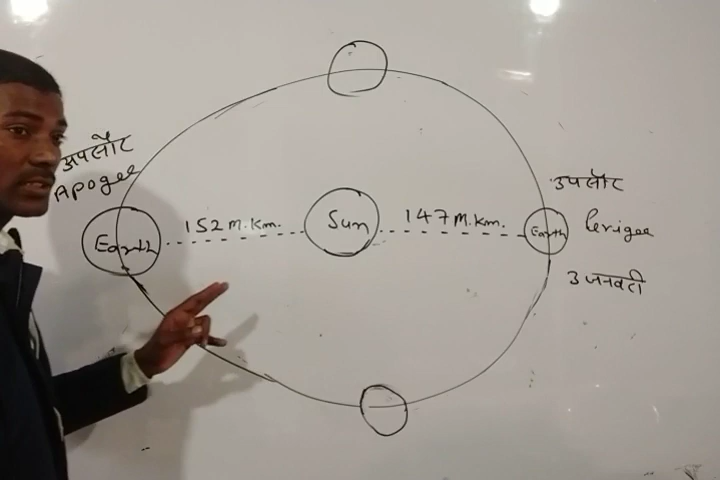 अपसौर
Apogee
Earth
152 M.Km.
Sun
147 M.Km.
Earth
उपसौर
Perigee
3 जनवरी